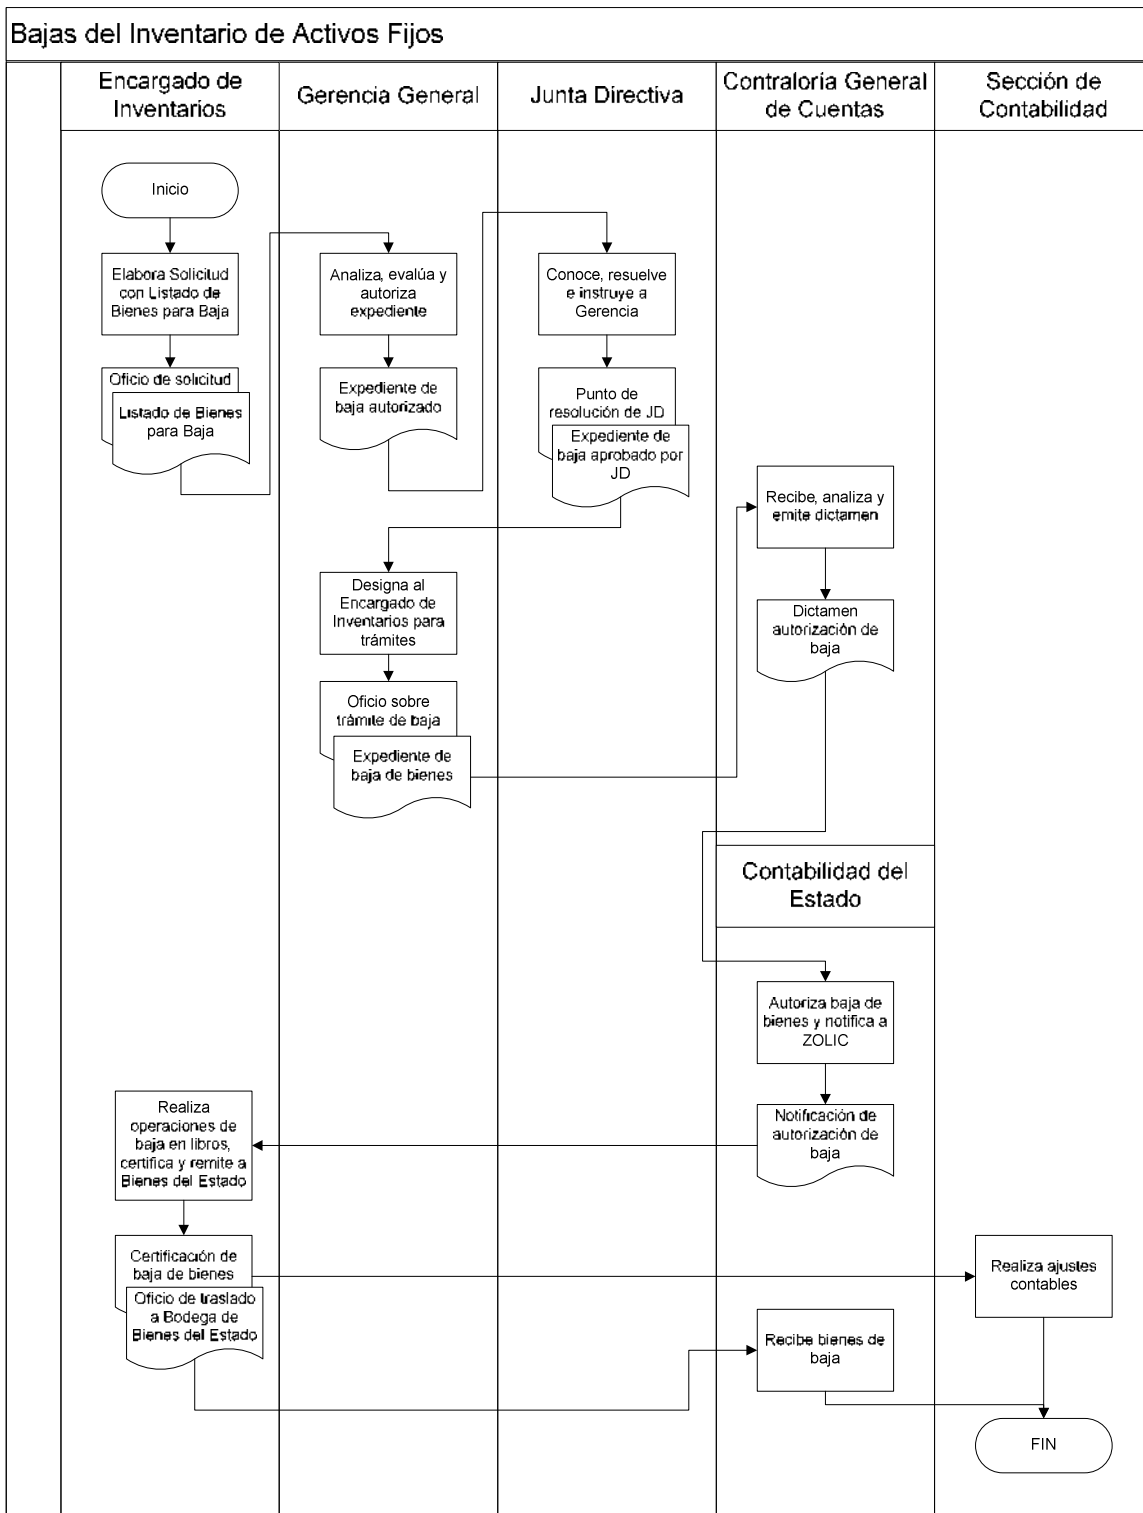 Bajas del Inventario de Activos Fijos
Encargado de
Inventarios
Gerencia General
Junta Directiva
Contraloría General
de Cuentas
Sección de
Contabilidad
Inicio
Elabora Solicitud
con Listado de
Bienes para Baja
Oficio de solicitud
Listado de Bienes
para Baja
Analiza, evalúa y
autoriza
expediente
Expediente de
baja autorizado
Conoce, resuelve
e instruye a
Gerencia
Punto de
resolución de JD
Expediente de
baja aprobado por
JD
Designa al
Encargado de
Inventarios para
trámites
Oficio sobre
trámite de baja
Expediente de
baja de bienes
Recibe, analiza y
emite dictamen
Dictamen
autorización de
baja
Contabilidad del
Estado
Autoriza baja de
bienes y notifica a
ZOLIC
Notificación de
autorización de
baja
Realiza
operaciones de
baja en libros,
certifica y remite a
Bienes del Estado
Certificación de
baja de bienes
Oficio de traslado
a Bodega de
Bienes del Estado
Realiza ajustes
contables
Recibe bienes de
baja
FIN